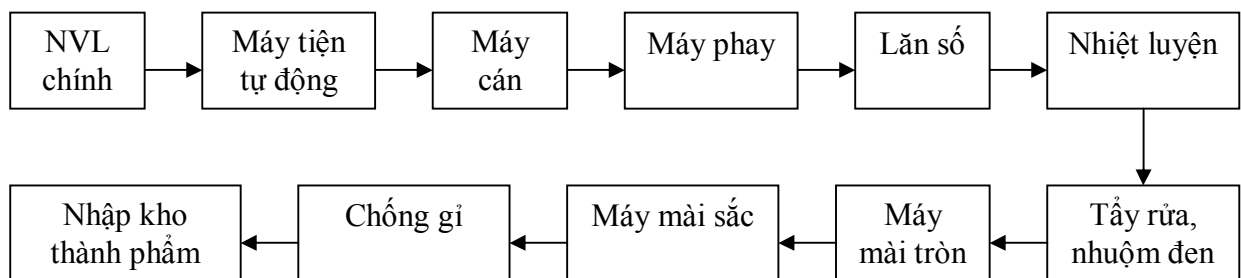 NVL
chính
Máy tiện
tự động
Máy
cán
Máy phay
Lăn số
Nhiệt luyện
Tẩy rửa,
nhuộm đen
Máy
mài tròn
Máy mài sắc
Chống gỉ
Nhập kho
thành phẩm